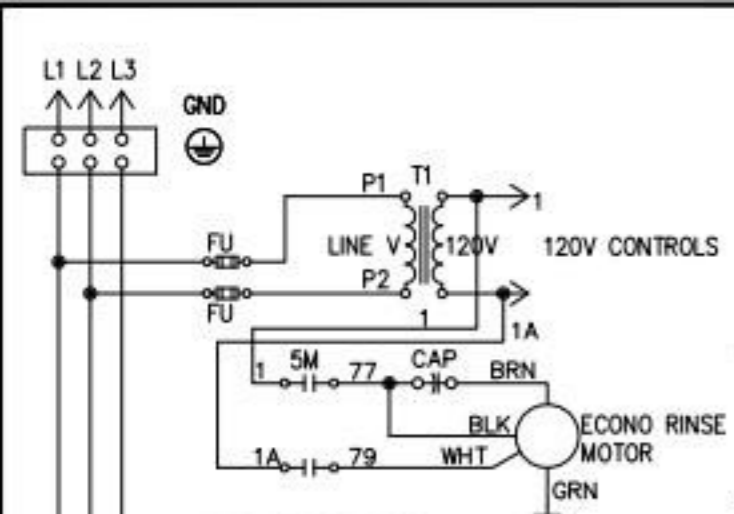 L1 L2 L3
GND
P1 T1
1
FU
LINE V 120V 120V CONTROLS
P2
FU
1
1A
1 5M 77 CAP BRN
BLK ECONO RINSE
MOTOR
1A 79 WHT
GRN